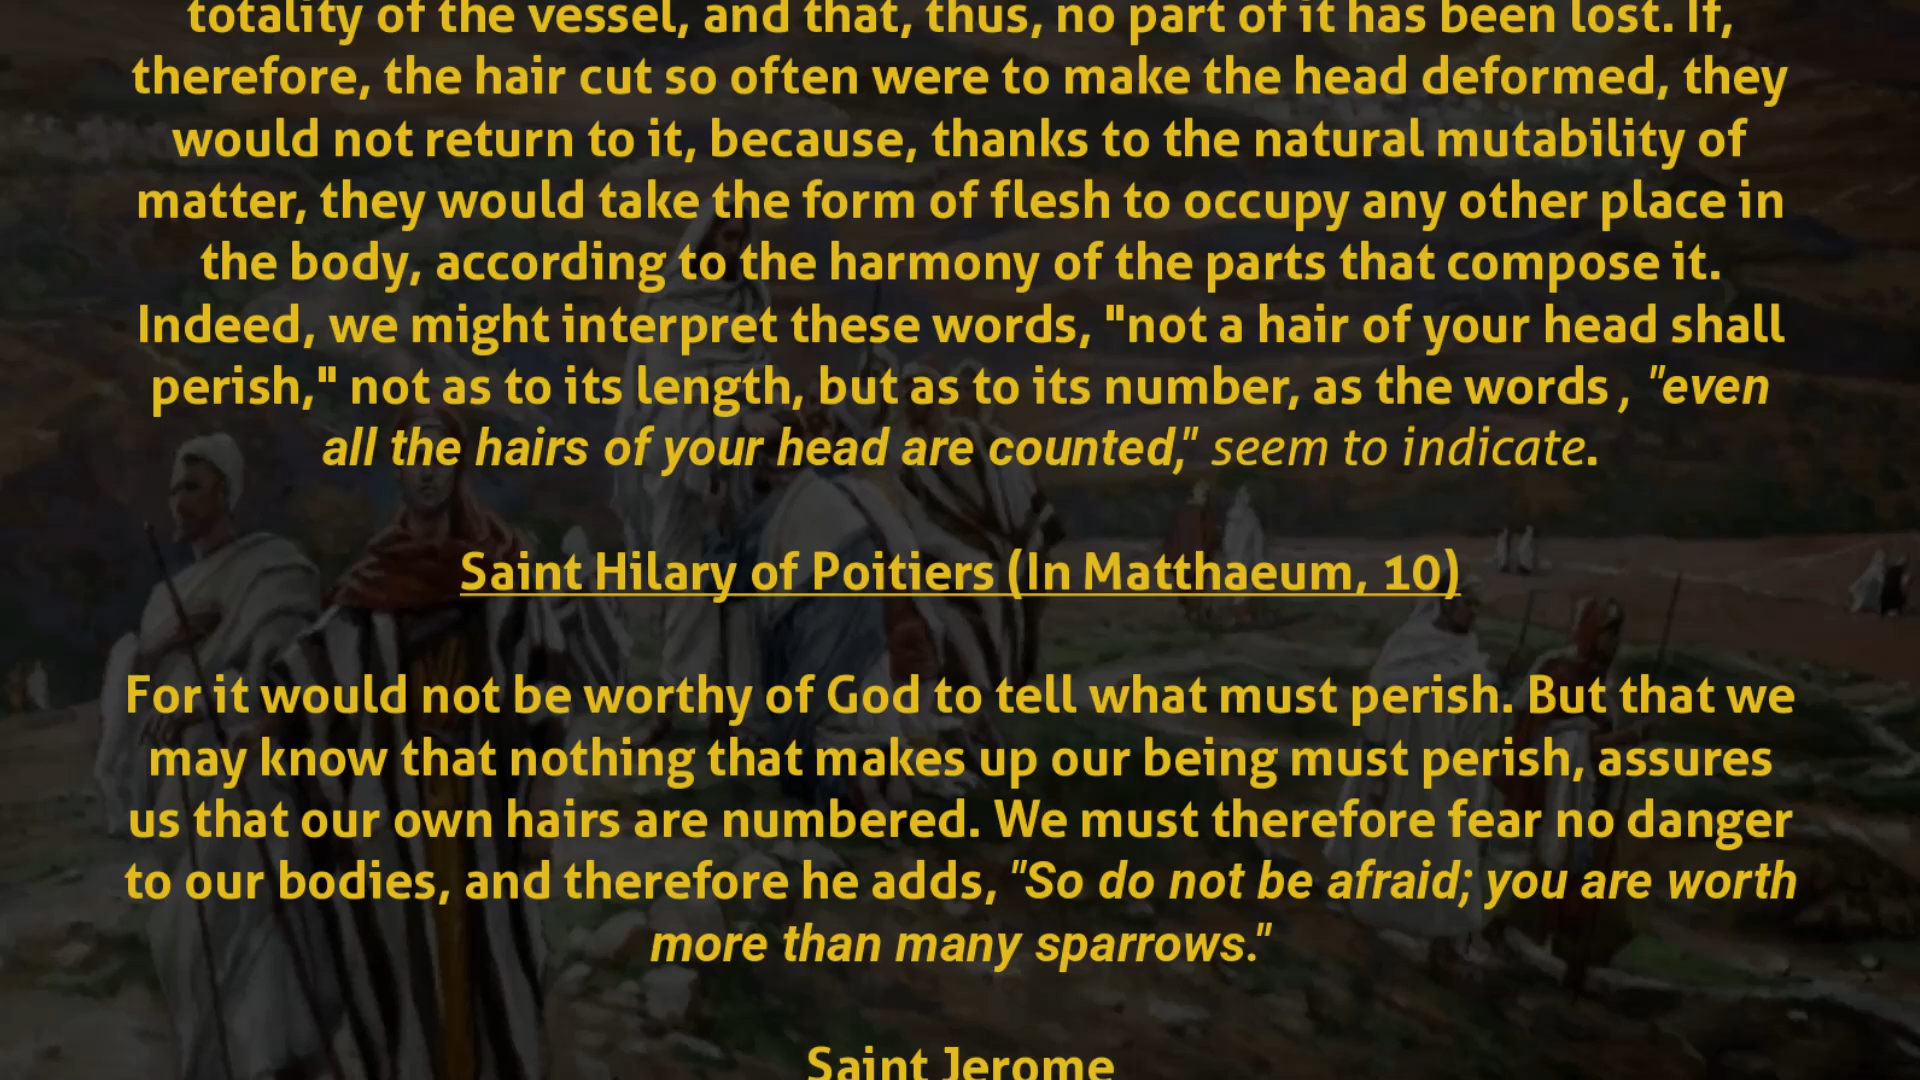 totality of the vessel, and that, thus, no part of it has been lost. If,
therefore, the hair cut so often were to make the head deformed, they
would not return to it, because, thanks to the natural mutability of
matter, they would take the form of flesh to occupy any other place in
the body, according to the harmony of the parts that compose it.
Indeed, we might interpret these words, "not a hair of your head shall
perish," not as to its length, but as to its number, as the words , "even
all the hairs of your head are counted," seem to indicate.
Saint Hilary of Poitiers (In Matthaeum, 10)
For it would not be worthy of God to tell what must perish. But that we
may know that nothing that makes up our being must perish, assures
us that our own hairs are numbered. We must therefore fear no danger
to our bodies, and therefore he adds, "So do not be afraid; you are worth
more than many sparrows."
Saint Jerome